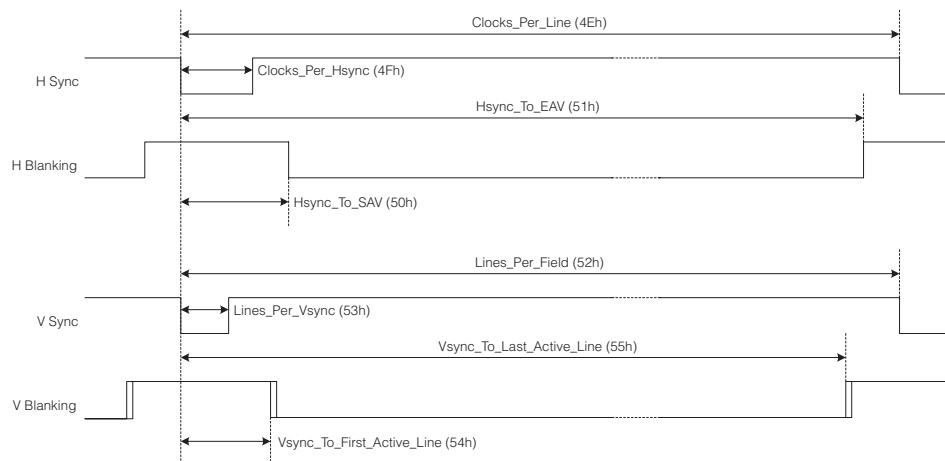 Clocks_Per_Line (4Eh)
Clocks_Per_Hsync (4Fh)
H Sync
Hsync_To_EAV (51h)
H Blanking
Hsync_To_SAV (50h)
Lines_Per_Field (52h)
Lines_Per_Vsync (53h)
V Sync
Vsync_To_Last_Active_Line (55h)
V Blanking
Vsync_To_First_Active_Line (54h)